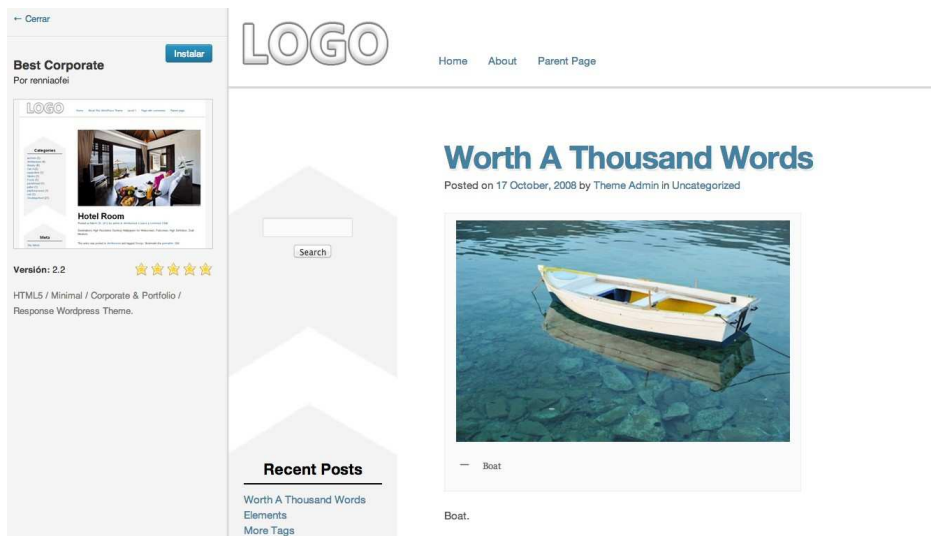 ← Cerrar
Instalar
Best Corporate
Por renniaofei
LOGO
Categories
Hotel Room
Meta
Versión: 2.2
HTML5 / Minimal / Corporate & Portfolio /
Response Wordpress Theme.
LOGO
Home About Parent Page
Search
Recent Posts
Worth A Thousand Words
Elements
More Tags
Worth A Thousand Words
Posted on 17 October, 2008 by Theme Admin in Uncategorized
— Boat
Boat.